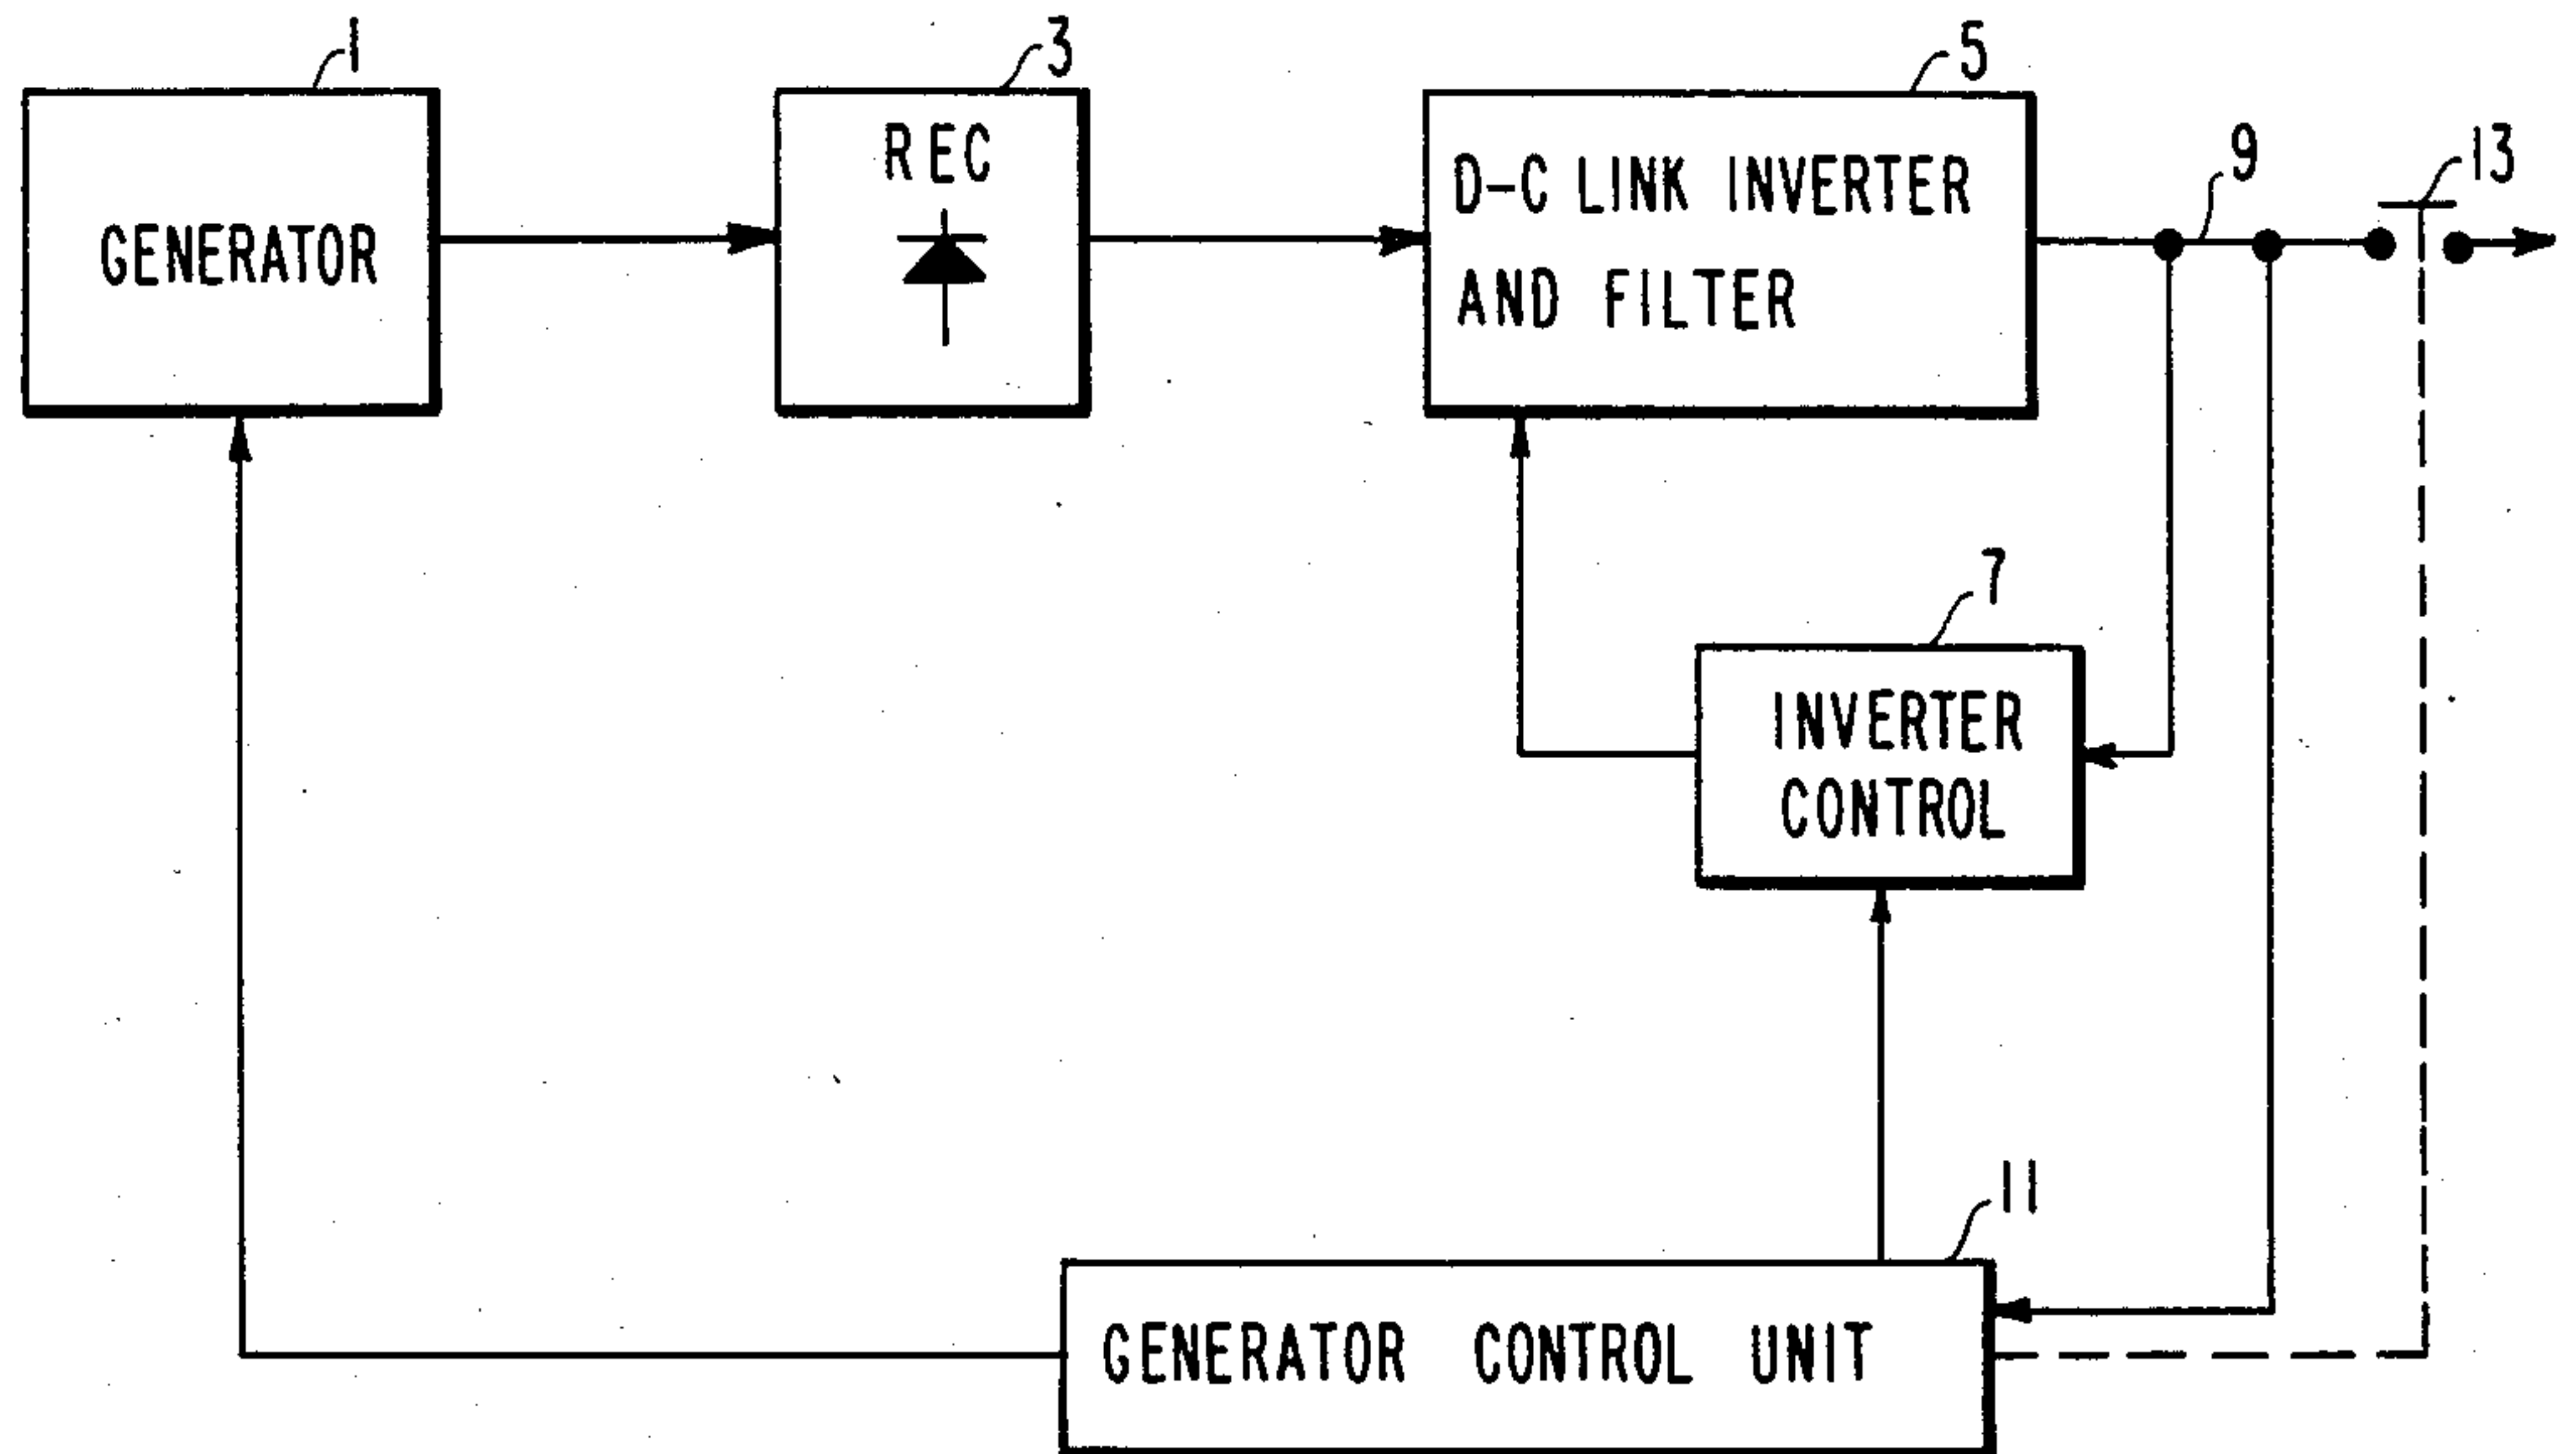 1
3
5
GENERATOR
REC
D-C LINK INVERTER
AND FILTER
9
13
7
INVERTER
CONTROL
11
GENERATOR CONTROL UNIT